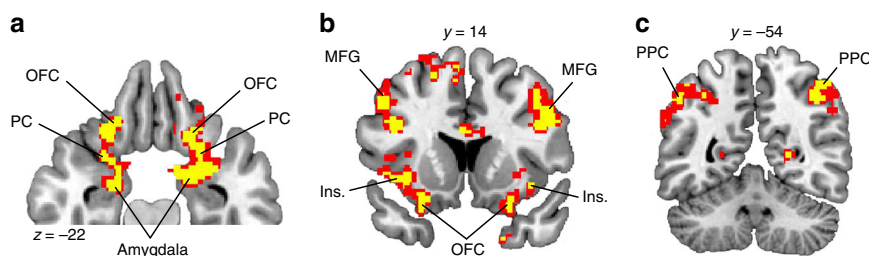 a
OFC
OFC
PC
PC
z = –22
Amygdala
b
y = 14
MFG
MFG
Ins.
Ins.
OFC
c
y = –54
PPC
PPC